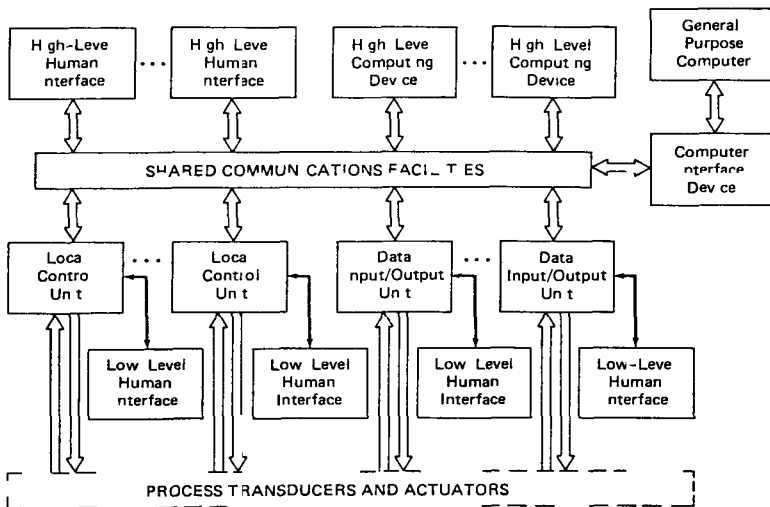 H gh-Leve
Human
nterface
H gh Leve
Human
nterface
H gh Leve
Comput ng
Dev ce
H gh Level
Comput ng
Device
General
Purpose
Computer
SHARED COMMUN CATIONS FACIL T ES
Computer
nterface
Device
Loca
Contro
Un t
Loca
Control
Un t
Data
nput/Output
Unit
Data
Input/Output
Un t
Low Level
Human
nterface
Low Level
Human
Interface
Low Level
Human
Interface
Low-Leve
Human
nterface
PROCESS TRANSDUCERS AND ACTUATORS